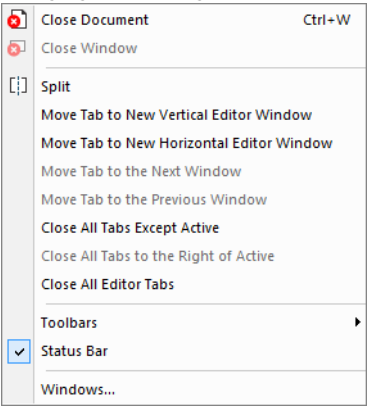 Close Document Ctrl+W
Close Window
Split
Move Tab to New Vertical Editor Window
Move Tab to New Horizontal Editor Window
Move Tab to the Next Window
Move Tab to the Previous Window
Close All Tabs Except Active
Close All Tabs to the Right of Active
Close All Editor Tabs
Toolbars
Status Bar
Windows...